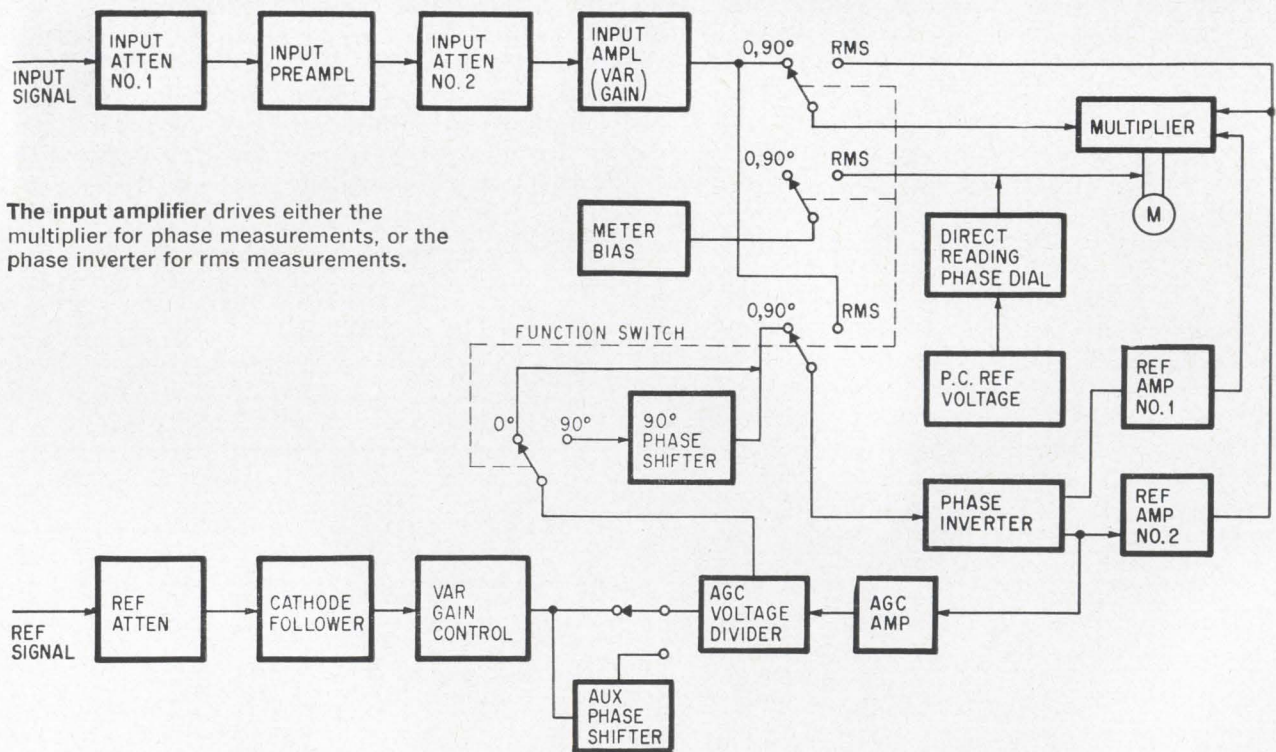 INPUT
ATTEN
NO. 1
INPUT
PREAMPL
INPUT
ATTEN
NO. 2
INPUT
AMPL
(VAR
GAIN)
0,90°
RMS
INPUT
SIGNAL
MULTIPLIER
0,90°
RMS
The input amplifier drives either the
multiplier for phase measurements, or the
phase inverter for rms measurements.
METER
BIAS
M
DIRECT
READING
PHASE DIAL
0,90°
RMS
FUNCTION SWITCH
P.C. REF
VOLTAGE
REF
AMP
NO. 1
0°
90°
90°
PHASE
SHIFTER
PHASE
INVERTER
REF
AMP
NO. 2
REF
ATTEN
CATHODE
FOLLOWER
VAR
GAIN
CONTROL
AGC
VOLTAGE
DIVIDER
AGC
AMP
REF
SIGNAL
AUX
PHASE
SHIFTER